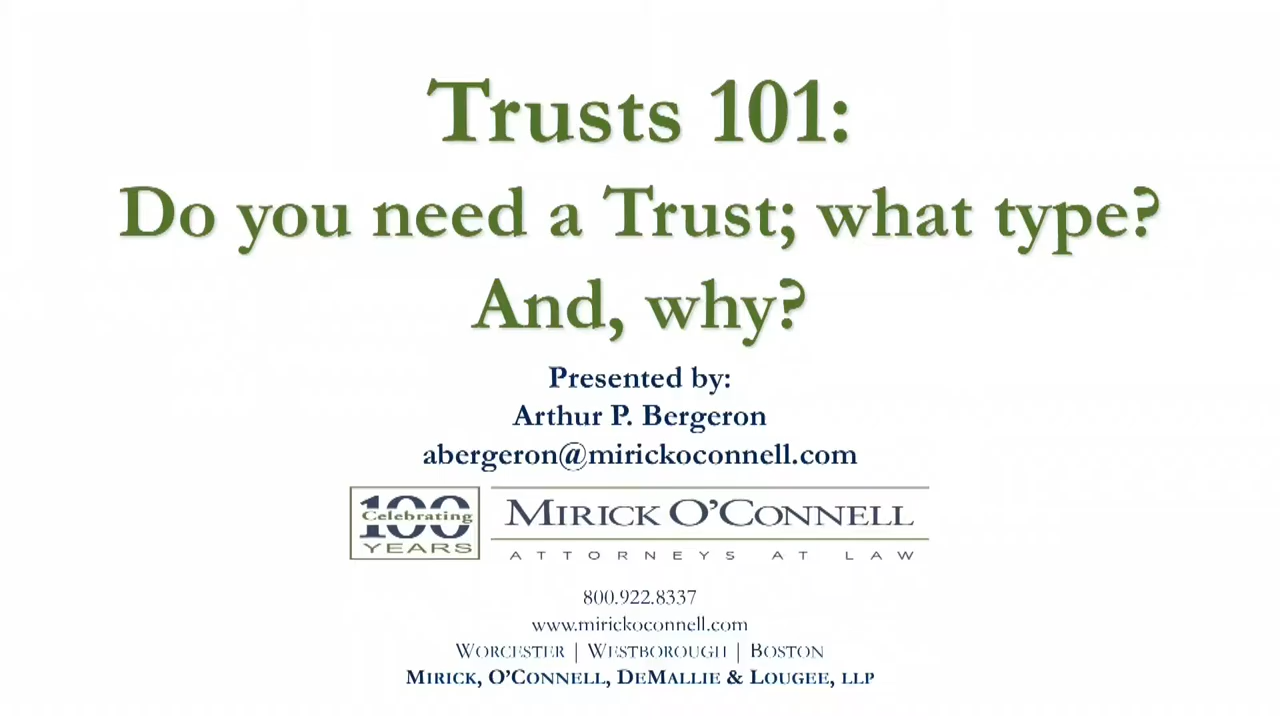 Trusts 101:
Do you need a Trust; what type?
And, why?
Presented by:
Arthur P. Bergeron
abergeron@mirickoconnell.com
100
Celebrating
YEARS
MIRICK O'CONNELL
ATTORNEYS AT LAW
800.922.8337
www.mirickoconnell.com
WORCESTER | WESTBOROUGH | BOSTON
MIRICK, O'CONNELL, DEMALLIE & LOUGEE, LLP